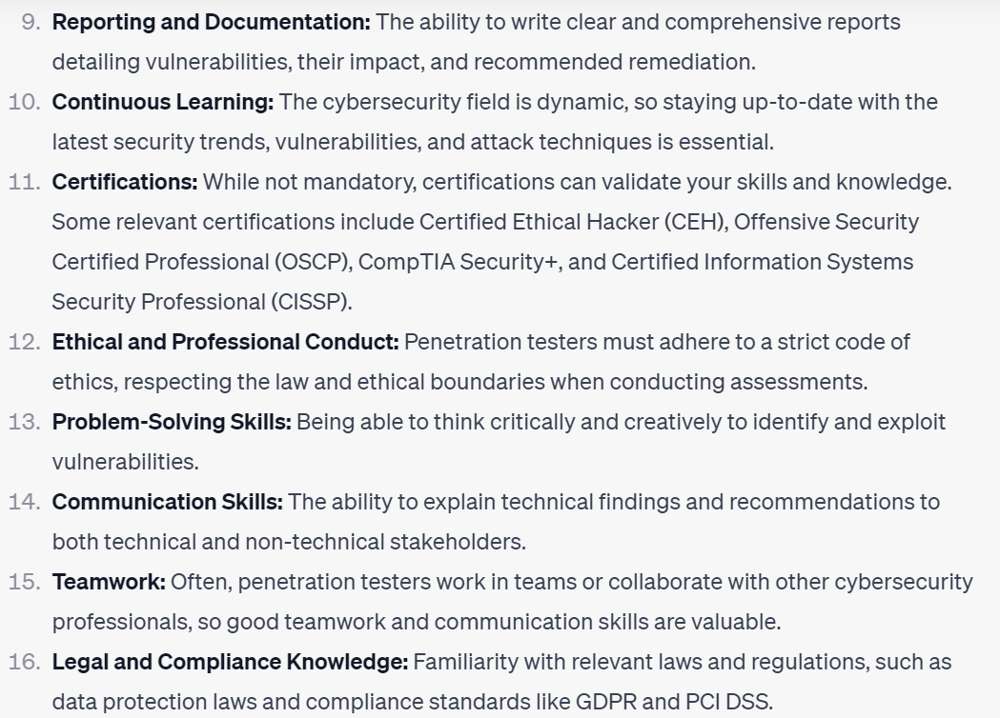 9. Reporting and Documentation: The ability to write clear and comprehensive reports
detailing vulnerabilities, their impact, and recommended remediation.
10. Continuous Learning: The cybersecurity field is dynamic, so staying up-to-date with the
latest security trends, vulnerabilities, and attack techniques is essential.
11. Certifications: While not mandatory, certifications can validate your skills and knowledge.
Some relevant certifications include Certified Ethical Hacker (CEH), Offensive Security
Certified Professional (OSCP), CompTIA Security+, and Certified Information Systems
Security Professional (CISSP).
12. Ethical and Professional Conduct: Penetration testers must adhere to a strict code of
ethics, respecting the law and ethical boundaries when conducting assessments.
13. Problem-Solving Skills: Being able to think critically and creatively to identify and exploit
vulnerabilities.
14. Communication Skills: The ability to explain technical findings and recommendations to
both technical and non-technical stakeholders.
15. Teamwork: Often, penetration testers work in teams or collaborate with other cybersecurity
professionals, so good teamwork and communication skills are valuable.
16. Legal and Compliance Knowledge: Familiarity with relevant laws and regulations, such as
data protection laws and compliance standards like GDPR and PCI DSS.